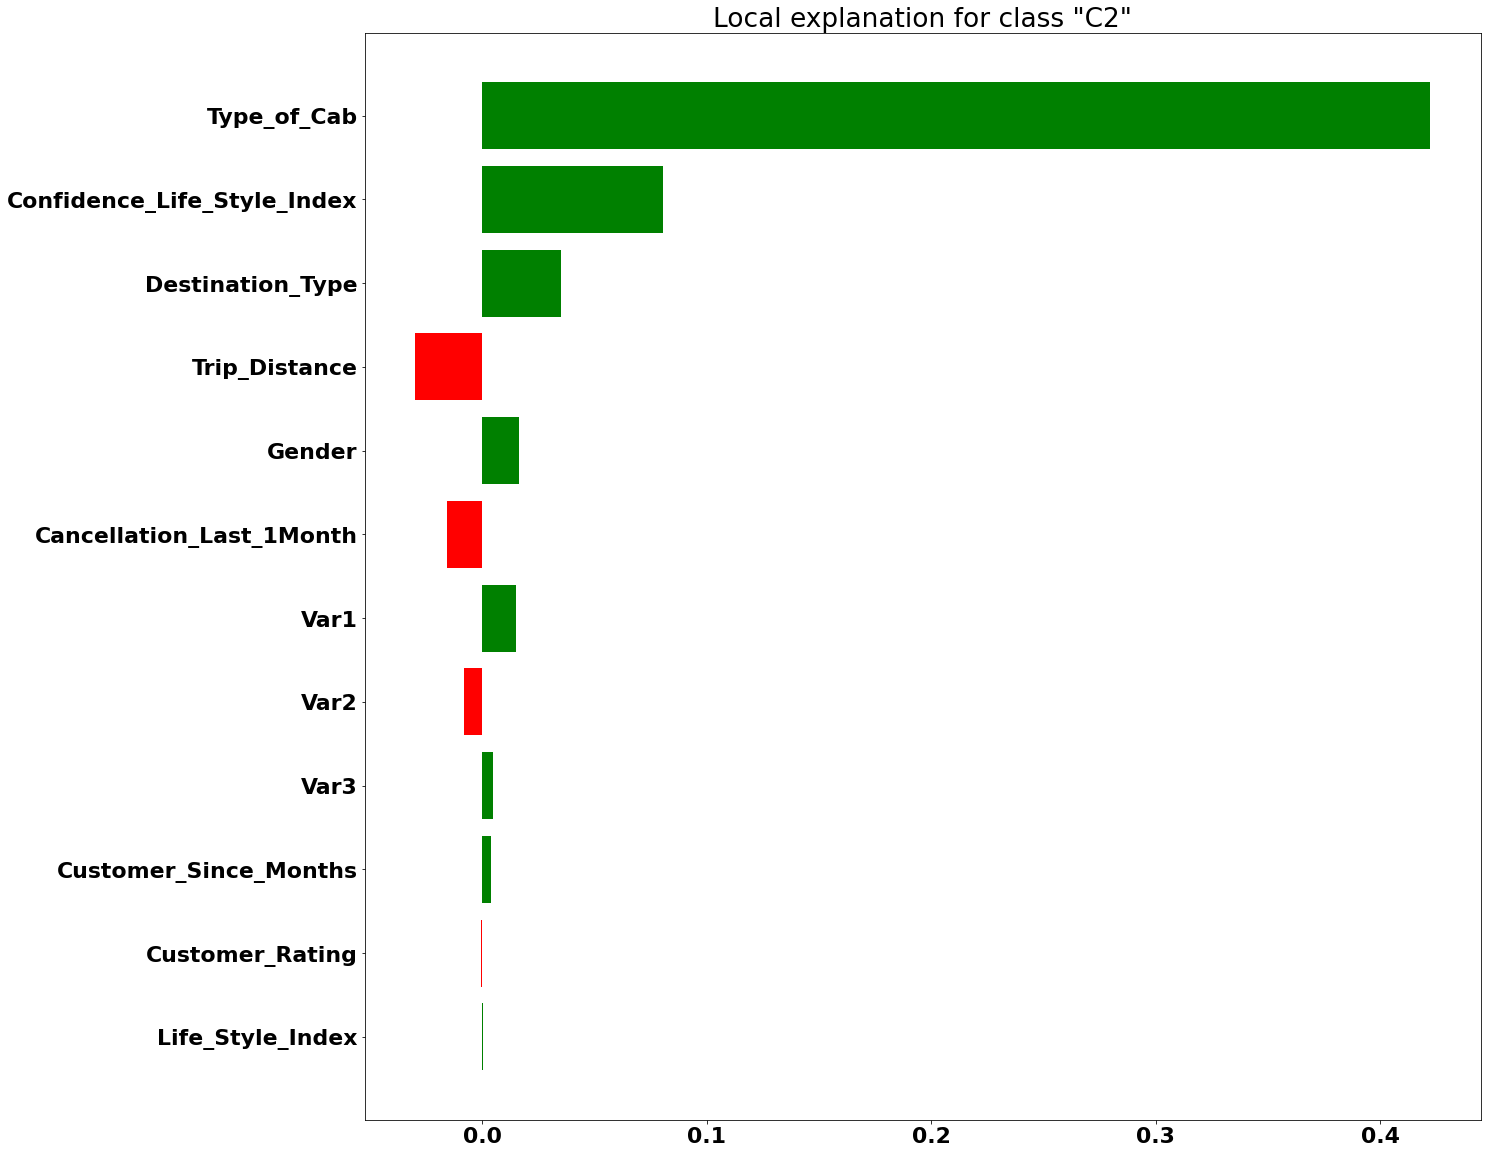 Local explanation for class "C2"
Type_of_Cab
Confidence_Life_Style_Index
Destination_Type
Trip_Distance
Gender
Cancellation_Last_1Month
Var1
Var2
Var3
Customer_Since_Months
Customer_Rating
Life_Style_Index
0.0 0.1 0.2 0.3 0.4